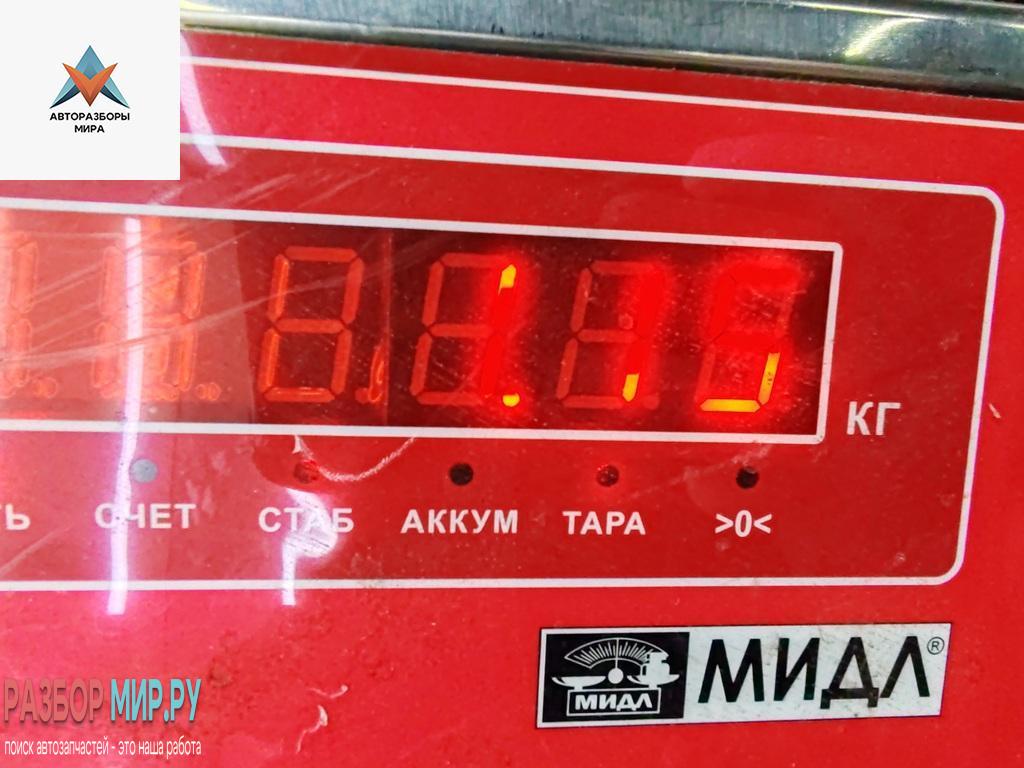 АВТОРАЗБОРЫ
МИРА
1.15
КГ
СЧЕТ СТАБ АККУМ ТАРА >0<
МИДЛ МИДЛ®
РАЗБОР МИР.РУ
поиск автозапчастей - это наша работа